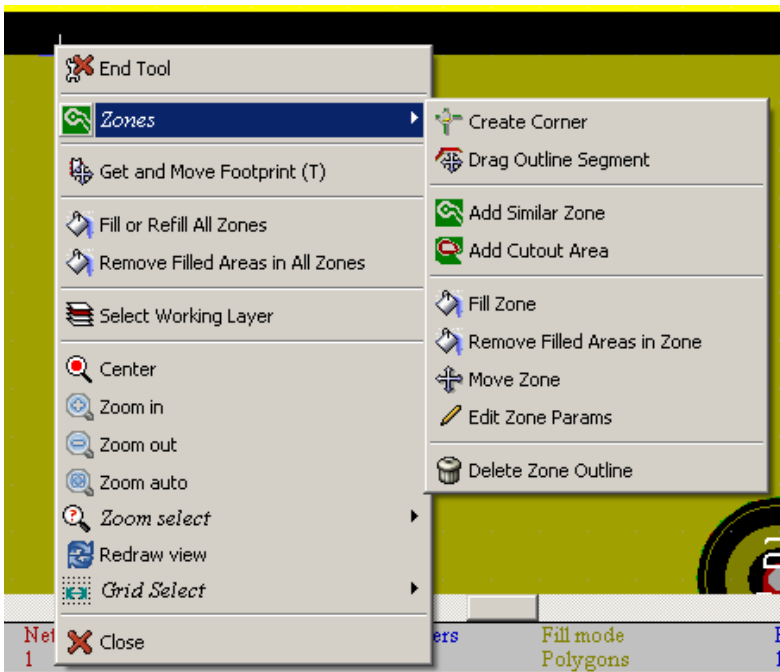 End Tool
Zones
Get and Move Footprint (T)
Fill or Refill All Zones
Remove Filled Areas in All Zones
Select Working Layer
Center
Zoom in
Zoom out
Zoom auto
Zoom select
Redraw view
Grid Select
Close
Create Corner
Drag Outline Segment
Add Similar Zone
Add Cutout Area
Fill Zone
Remove Filled Areas in Zone
Move Zone
Edit Zone Params
Delete Zone Outline
Net
1
ers
Fill mode
Polygons